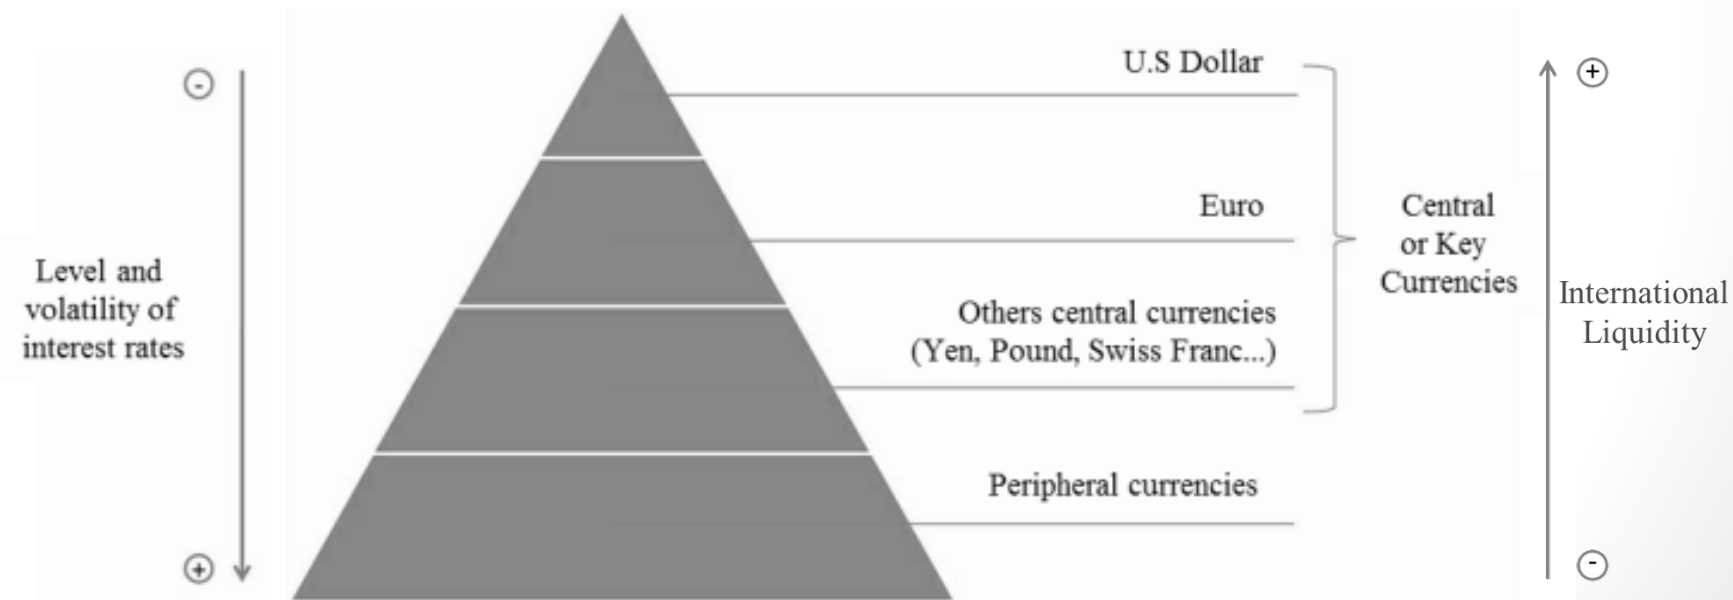 -
Level and
volatility of
interest rates
+
U.S Dollar
Euro
Others central currencies
(Yen, Pound, Swiss Franc...)
Peripheral currencies
Central
or Key
Currencies
+
International
Liquidity
-